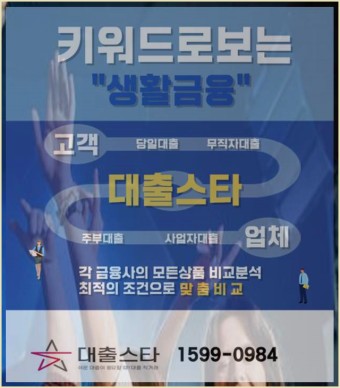 키워드로보는
"생활금융"
고객 당일대출 무직자대출
대출스타
주부대출 사업자대출 업체
각 금융사의 모든상품 비교분석
최적의 조건으로 맞춤비교
대출스타 1599-0984